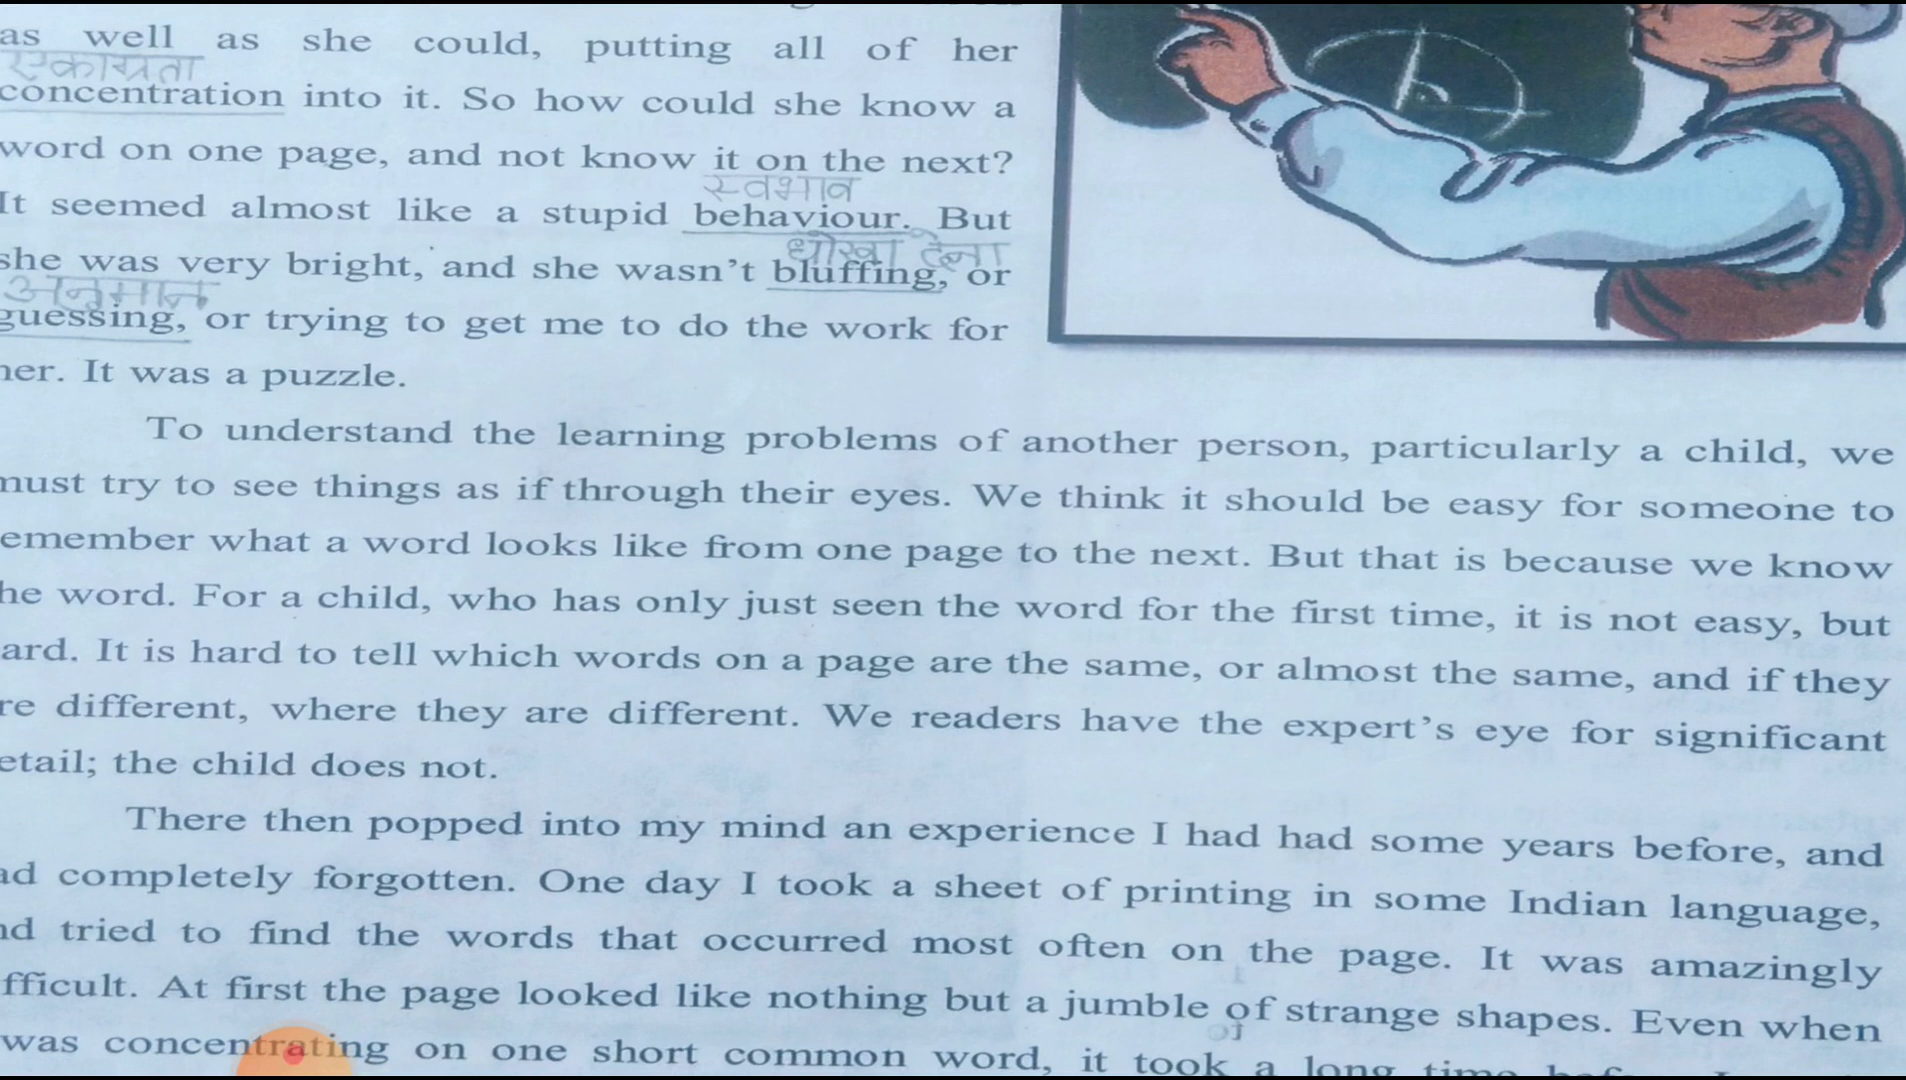 as well as she could, putting all of her
एकाग्रता
concentration into it. So how could she know a
word on one page, and not know it on the next?
स्वभाव
It seemed almost like a stupid behaviour. But
धोखा देना
she was very bright, and she wasn't bluffing, or
अनुमान
guessing, or trying to get me to do the work for
her. It was a puzzle.
To understand the learning problems of another person, particularly a child, we
must try to see things as if through their eyes. We think it should be easy for someone to
emember what a word looks like from one page to the next. But that is because we know
he word. For a child, who has only just seen the word for the first time, it is not easy, but
ard. It is hard to tell which words on a page are the same, or almost the same, and if they
re different, where they are different. We readers have the expert's eye for significant
etail; the child does not.
There then popped into my mind an experience I had had some years before, and
ad completely forgotten. One day I took a sheet of printing in some Indian language,
nd tried to find the words that occurred most often on the page. It was amazingly
fficult. At first the page looked like nothing but a jumble of strange shapes. Even when
was concentrating on one short common word, it took a long time